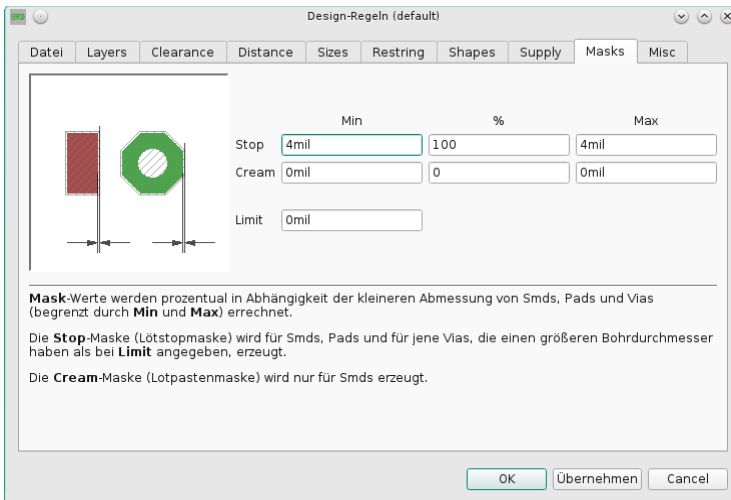 BRD
Design-Regeln (default)
Datei Layers Clearance Distance Sizes Restring Shapes Supply Masks Misc
Min % Max
Stop 4mil 100 4mil
Cream 0mil 0 0mil
Limit 0mil
Mask-Werte werden prozentual in Abhängigkeit der kleineren Abmessung von Smds, Pads und Vias
(begrenzt durch Min und Max) errechnet.
Die Stop-Maske (Lötstopmaske) wird für Smds, Pads und für jene Vias, die einen größeren Bohrdurchmesser
haben als bei Limit angegeben, erzeugt.
Die Cream-Maske (Lotpastenmaske) wird nur für Smds erzeugt.
OK Übernehmen Cancel